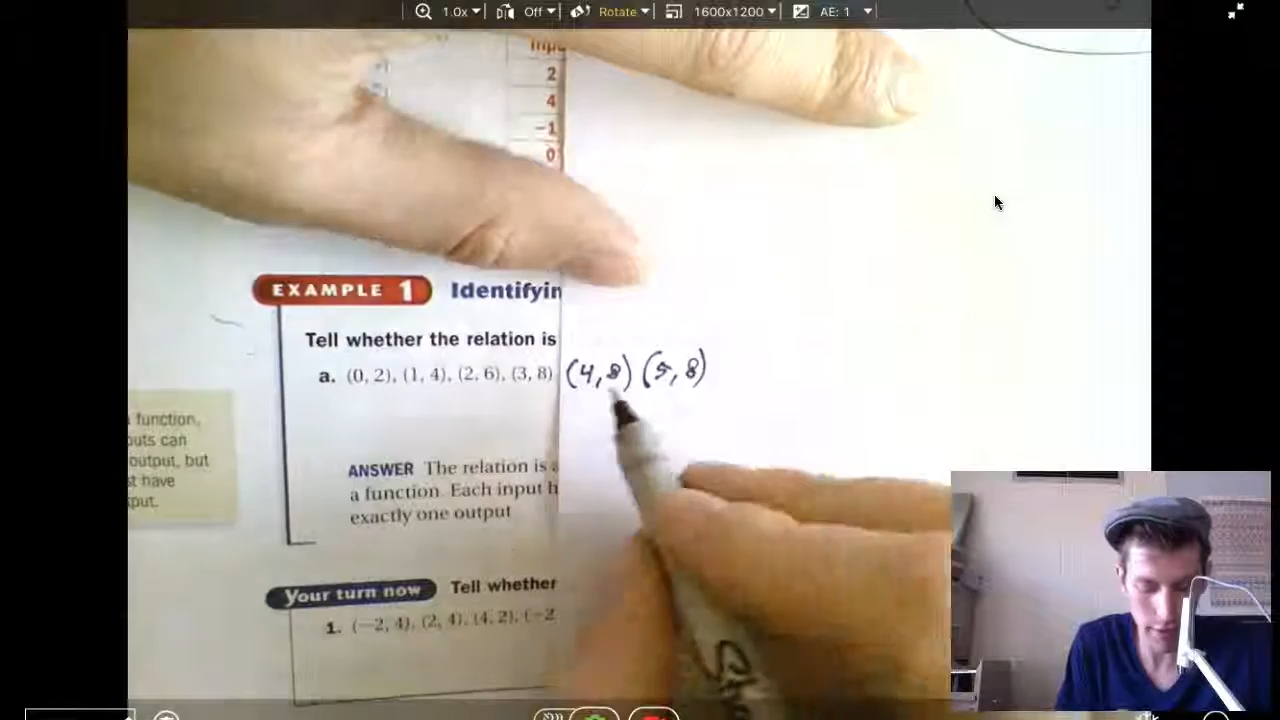 1.0x Off Rotate 1600x1200 AE: 1
2
4
−1
0
EXAMPLE 1 Identifyin
Tell whether the relation is
a. (0, 2), (1, 4), (2, 6), (3, 8) (4,8) (5,8)
function,
output, but
have
ANSWER The relation is a
a function. Each input h
exactly one output
Your turn now Tell whether
1. (−2, 4), (2, 4), (4, 2), (−2